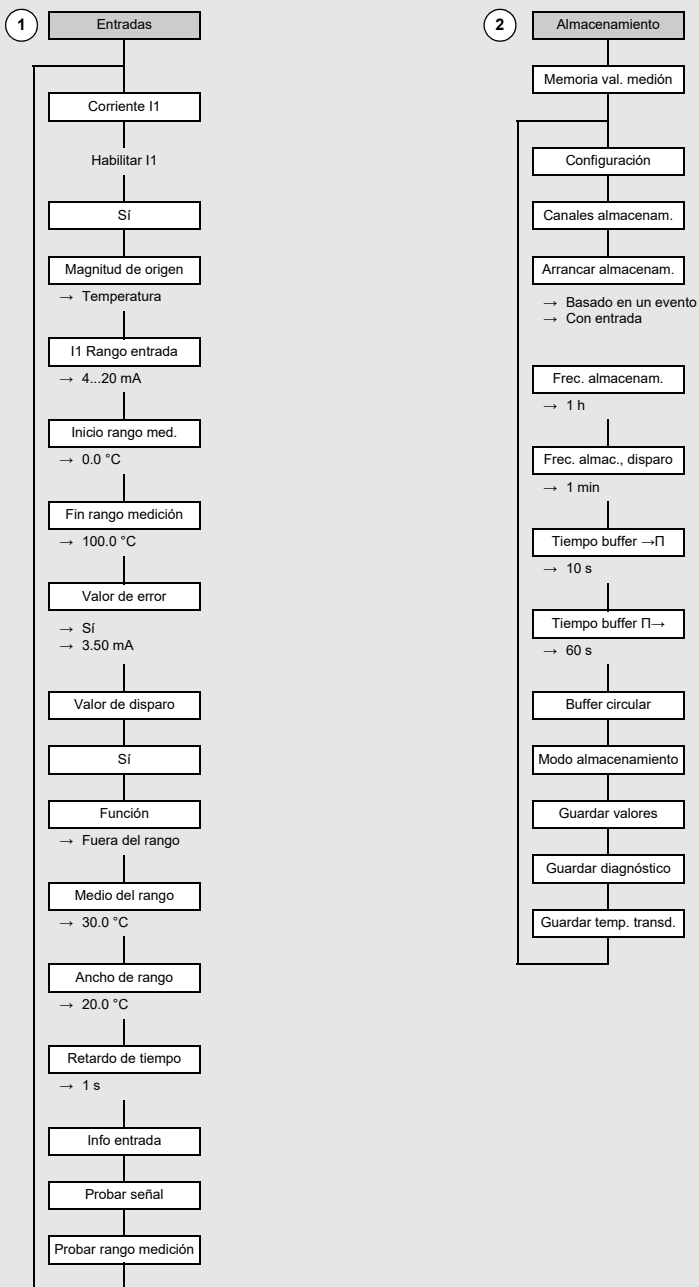 1
Entradas
Corriente I1
Habilitar I1
Sí
Magnitud de origen
→ Temperatura
I1 Rango entrada
→ 4...20 mA
Inicio rango med.
→ 0.0 °C
Fin rango medición
→ 100.0 °C
Valor de error
→ Sí
→ 3.50 mA
Valor de disparo
Sí
Función
→ Fuera del rango
Medio del rango
→ 30.0 °C
Ancho de rango
→ 20.0 °C
Retardo de tiempo
→ 1 s
Info entrada
Probar señal
Probar rango medición
2
Almacenamiento
Memoria val. medión
Configuración
Canales almacenam.
Arrancar almacenam.
→ Basado en un evento
→ Con entrada
Frec. almacenam.
→ 1 h
Frec. almac., disparo
→ 1 min
Tiempo buffer →Π
→ 10 s
Tiempo buffer Π→
→ 60 s
Buffer circular
Modo almacenamiento
Guardar valores
Guardar diagnóstico
Guardar temp. transd.